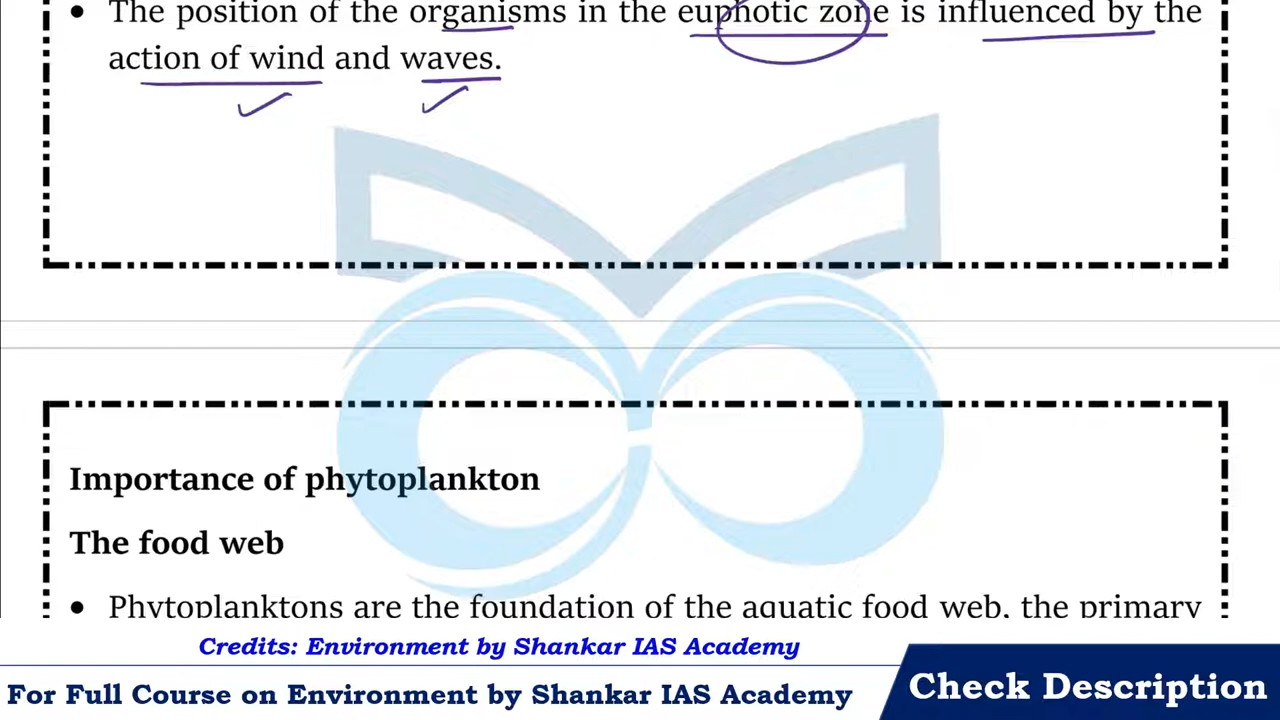 • The position of the organisms in the euphotic zone is influenced by the
action of wind and waves.
Importance of phytoplankton
The food web
• Phytoplanktons are the foundation of the aquatic food web, the primary
Credits: Environment by Shankar IAS Academy
For Full Course on Environment by Shankar IAS Academy
Check Description